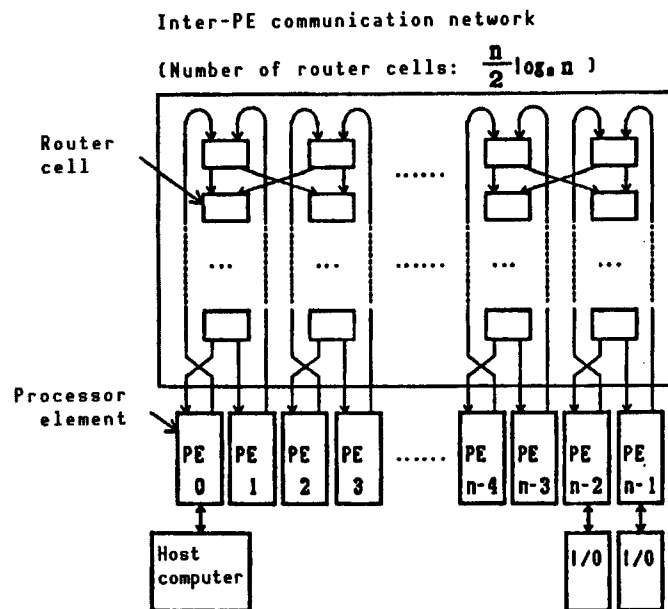 Inter-PE communication network
(Number of router cells: n/2 log₂ n )
Router
cell
......
... ... ...... ... ...
Processor
element
PE 0
PE 1
PE 2
PE 3
......
PE n-4
PE n-3
PE n-2
PE n-1
Host
computer
I/O
I/O